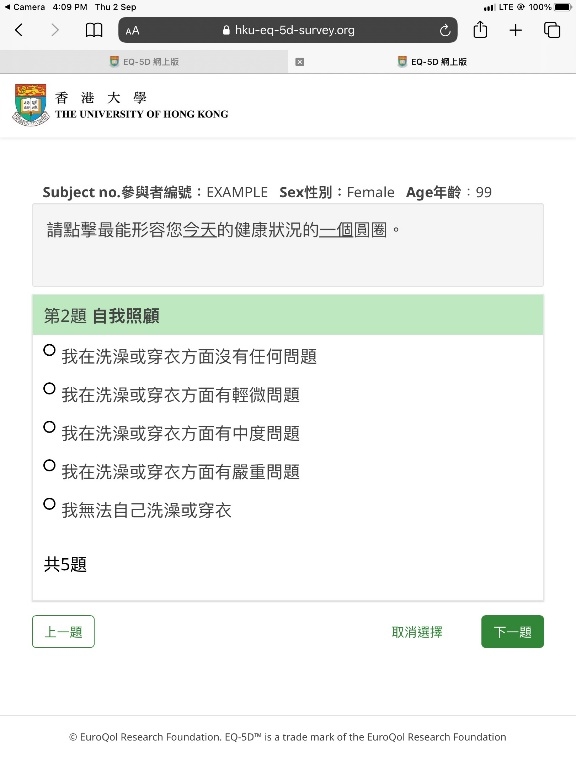 Camera 4:09 PM Thu 2 Sep LTE 100%
AA hku-eq-5d-survey.org
EQ-5D 網上版 EQ-5D 網上版
香港大學
THE UNIVERSITY OF HONG KONG
Subject no.參與者編號：EXAMPLE Sex性別：Female Age年齡：99
請點擊最能形容您今天的健康狀況的一個圓圈。
第2題 自我照顧
我在洗澡或穿衣方面沒有任何問題
我在洗澡或穿衣方面有輕微問題
我在洗澡或穿衣方面有中度問題
我在洗澡或穿衣方面有嚴重問題
我無法自己洗澡或穿衣
共5題
上一題 取消選擇 下一題
© EuroQol Research Foundation. EQ-5D™ is a trade mark of the EuroQol Research Foundation